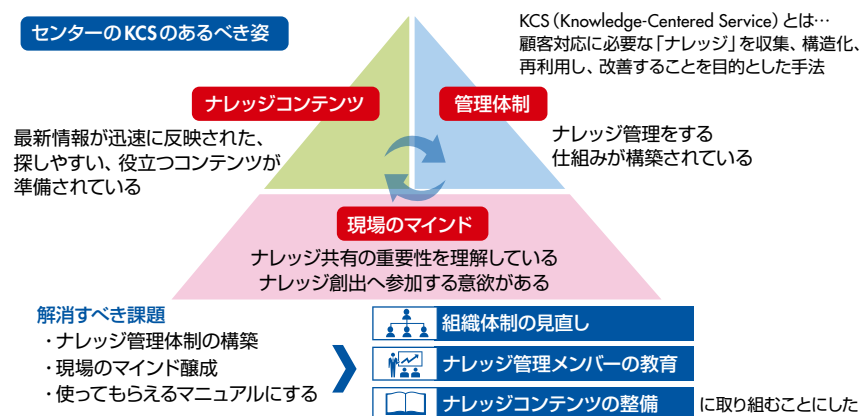 センターのKCSのあるべき姿
KCS（Knowledge-Centered Service）とは…
顧客対応に必要な「ナレッジ」を収集、構造化、
再利用し、改善することを目的とした手法
ナレッジコンテンツ
最新情報が迅速に反映された、
探しやすい、役立つコンテンツが
準備されている
管理体制
ナレッジ管理をする
仕組みが構築されている
現場のマインド
ナレッジ共有の重要性を理解している
ナレッジ創出へ参加する意欲がある
解消すべき課題
・ナレッジ管理体制の構築
・現場のマインド醸成
・使ってもらえるマニュアルにする
組織体制の見直し
ナレッジ管理メンバーの教育
ナレッジコンテンツの整備
に取り組むことにした